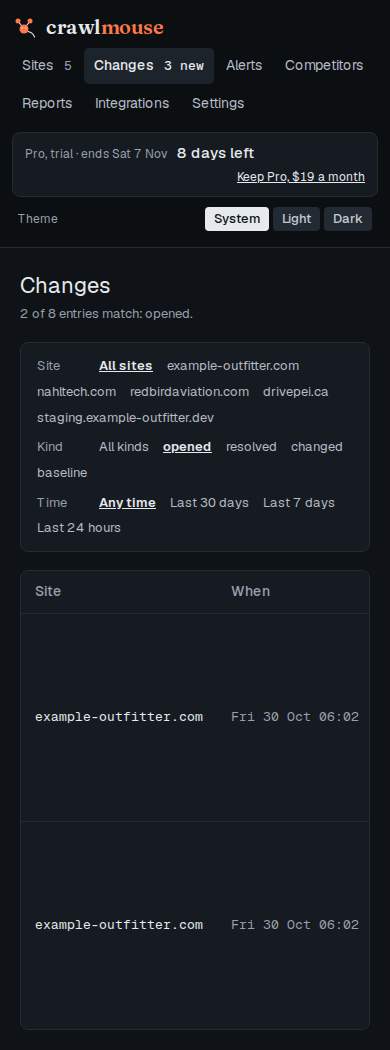 crawlmouse
Sites 5 Changes 3 new Alerts Competitors
Reports Integrations Settings
Pro, trial · ends Sat 7 Nov 8 days left
Keep Pro, $19 a month
Theme System Light Dark
Changes
2 of 8 entries match: opened.
Site All sites example-outfitter.com
nahltech.com redbirdaviation.com drivepei.ca
staging.example-outfitter.dev
Kind All kinds opened resolved changed
baseline
Time Any time Last 30 days Last 7 days
Last 24 hours
Site When
example-outfitter.com Fri 30 Oct 06:02
example-outfitter.com Fri 30 Oct 06:02